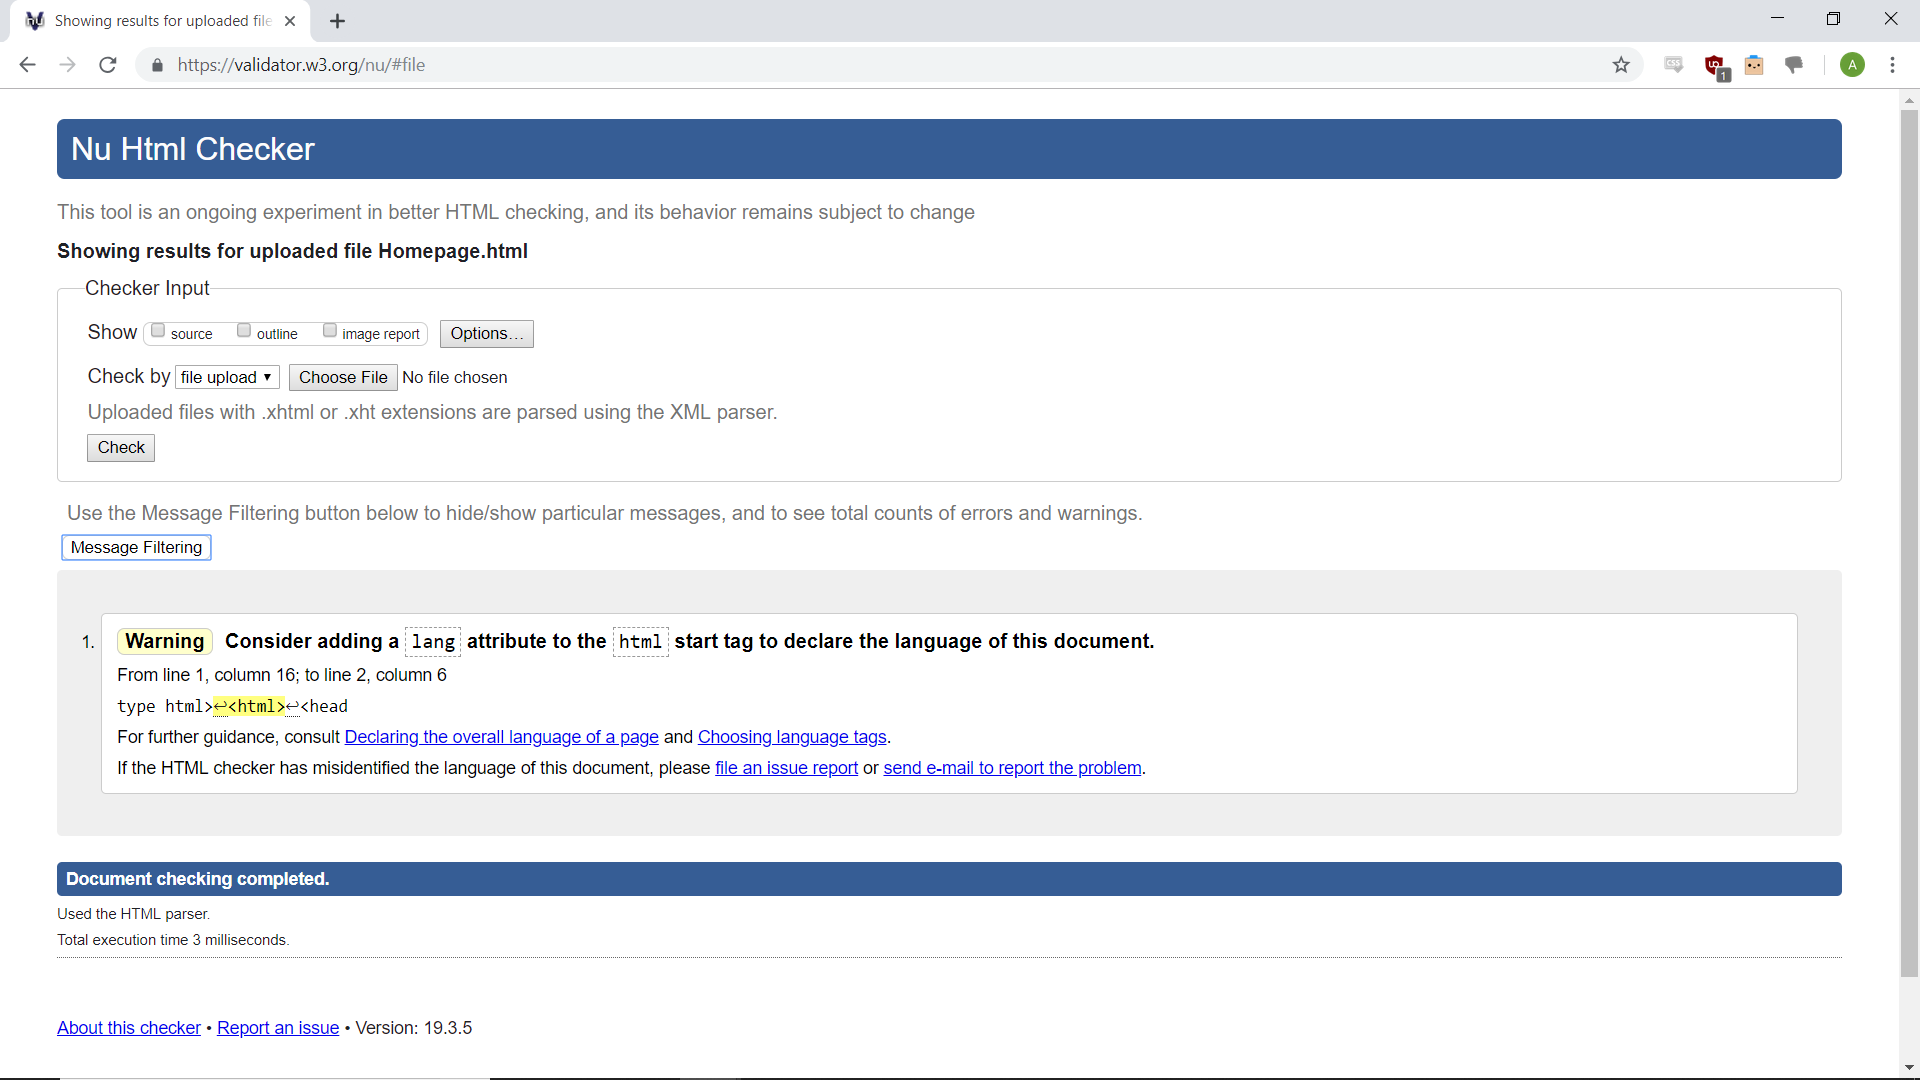 Showing results for uploaded file
https://validator.w3.org/nu/#file
1
A
Nu Html Checker
This tool is an ongoing experiment in better HTML checking, and its behavior remains subject to change
Showing results for uploaded file Homepage.html
Checker Input
Show source outline image report Options...
Check by file upload Choose File No file chosen
Uploaded files with .xhtml or .xht extensions are parsed using the XML parser.
Check
Use the Message Filtering button below to hide/show particular messages, and to see total counts of errors and warnings.
Message Filtering
1. Warning Consider adding a lang attribute to the html start tag to declare the language of this document.
From line 1, column 16; to line 2, column 6
type html>↩<html>↩<head
For further guidance, consult Declaring the overall language of a page and Choosing language tags.
If the HTML checker has misidentified the language of this document, please file an issue report or send e-mail to report the problem.
Document checking completed.
Used the HTML parser.
Total execution time 3 milliseconds.
About this checker • Report an issue • Version: 19.3.5